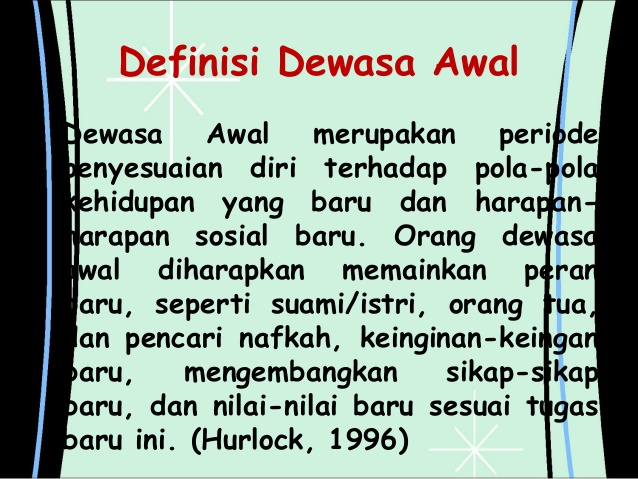 Definisi Dewasa Awal
Dewasa Awal merupakan periode
penyesuaian diri terhadap pola-pola
kehidupan yang baru dan harapan-
harapan sosial baru. Orang dewasa
awal diharapkan memainkan peran
baru, seperti suami/istri, orang tua,
dan pencari nafkah, keinginan-keingan
baru, mengembangkan sikap-sikap
baru, dan nilai-nilai baru sesuai tugas
baru ini. (Hurlock, 1996)